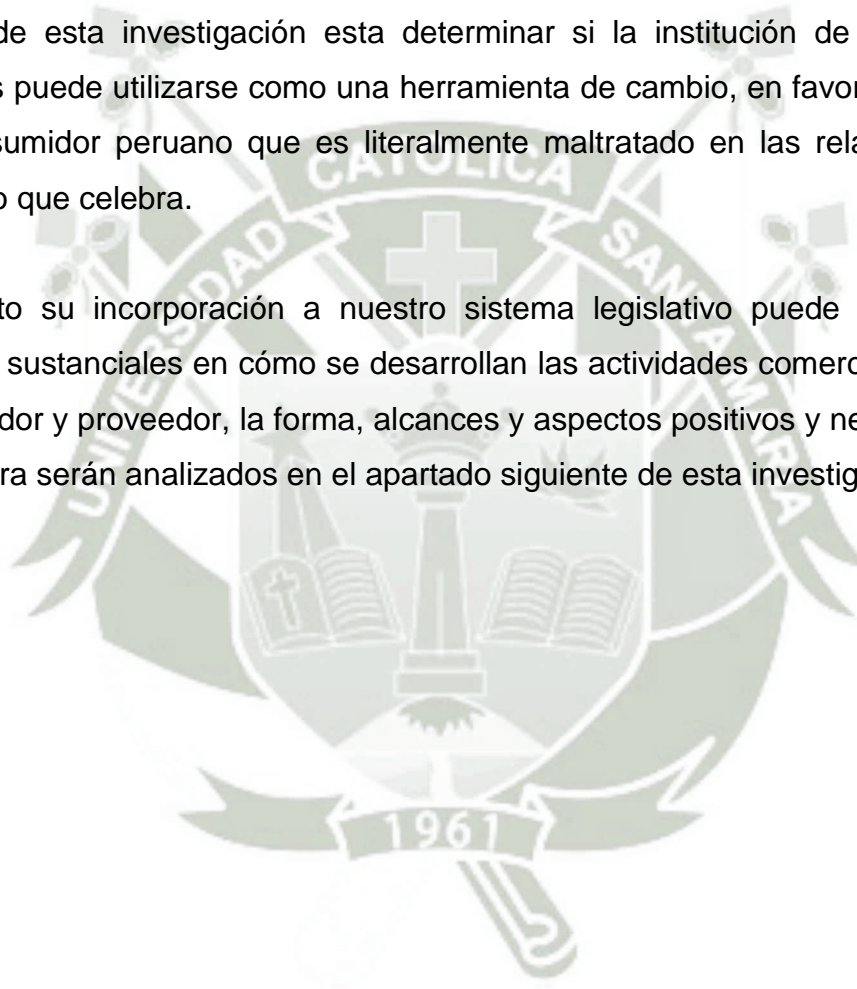 de esta investigación esta determinar si la institución de
s puede utilizarse como una herramienta de cambio, en favor
sumidor peruano que es literalmente maltratado en las rela
o que celebra.
to su incorporación a nuestro sistema legislativo puede
sustanciales en cómo se desarrollan las actividades comerc
dor y proveedor, la forma, alcances y aspectos positivos y ne
ra serán analizados en el apartado siguiente de esta investig
UNIVERSIDAD CATOLICA SANTA MARIA
1961